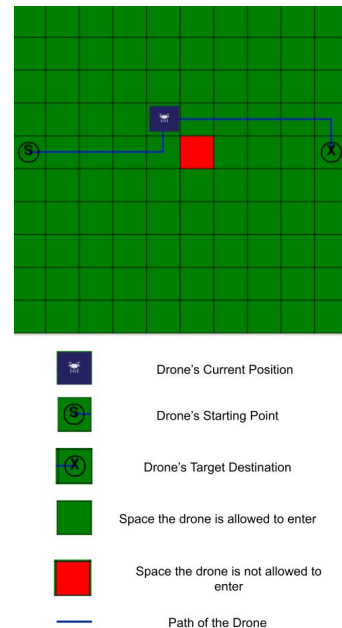 S
X
Drone's Current Position
S
Drone's Starting Point
X
Drone's Target Destination
Space the drone is allowed to enter
Space the drone is not allowed to
enter
Path of the Drone